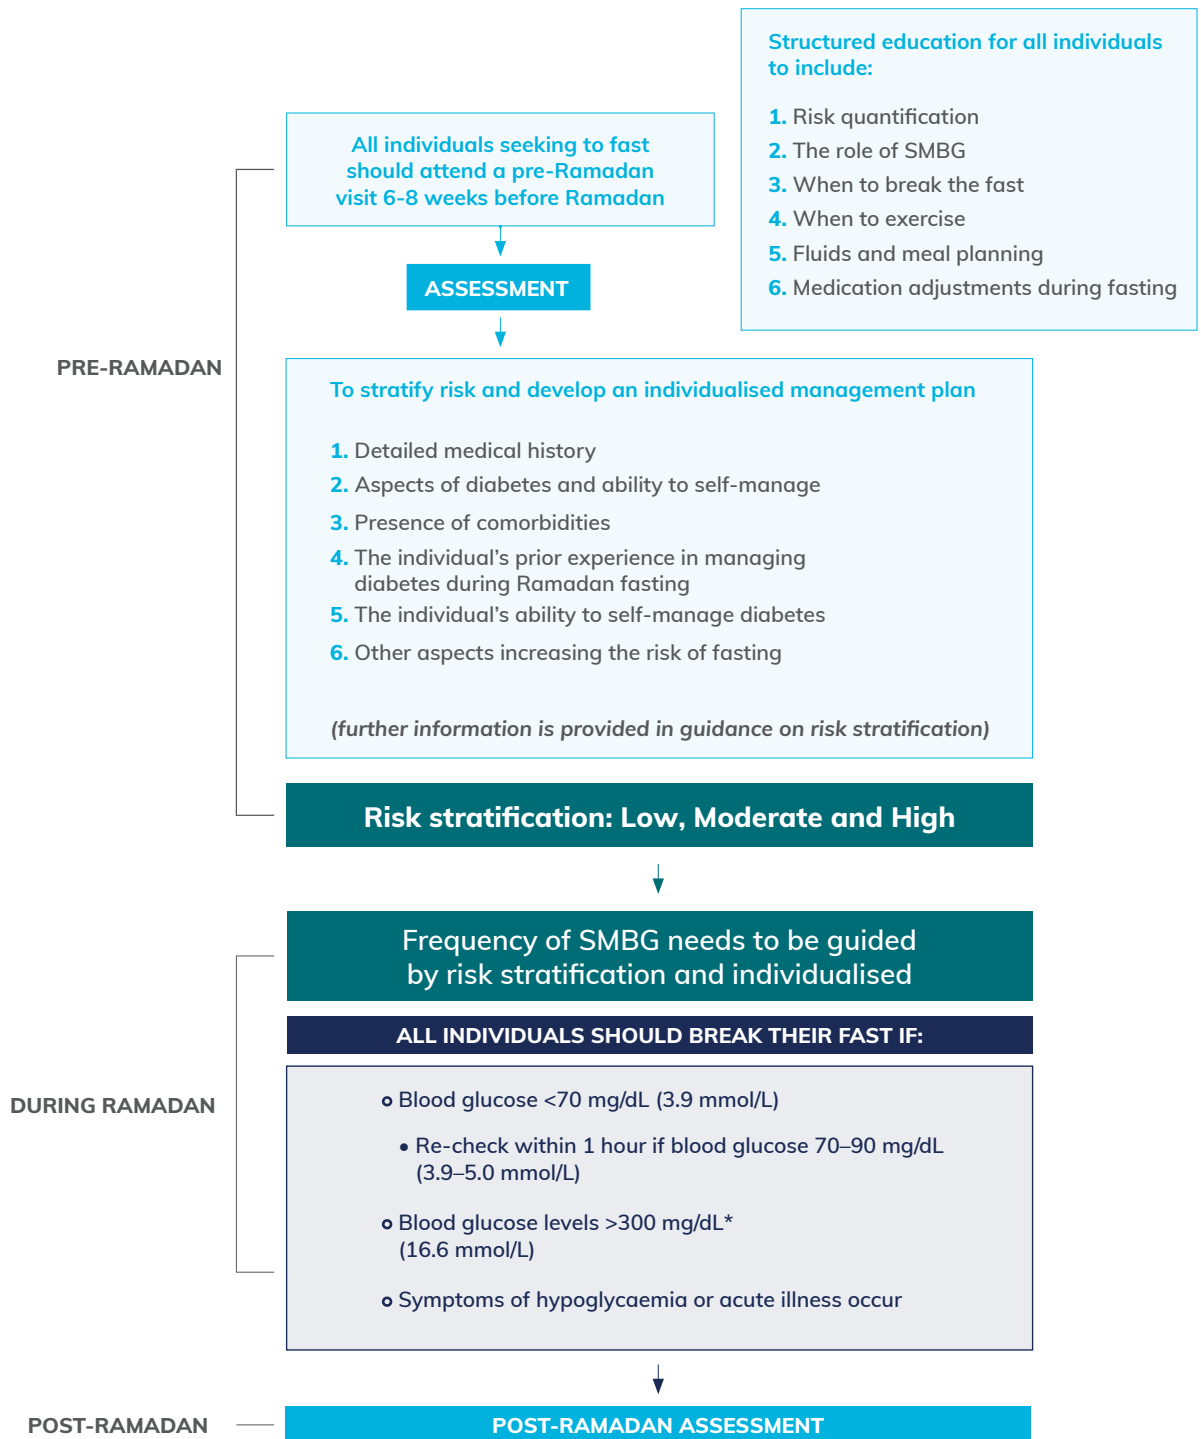 Structured education for all individuals
to include:
1. Risk quantification
2. The role of SMBG
3. When to break the fast
4. When to exercise
5. Fluids and meal planning
6. Medication adjustments during fasting
All individuals seeking to fast
should attend a pre-Ramadan
visit 6-8 weeks before Ramadan
ASSESSMENT
PRE-RAMADAN
To stratify risk and develop an individualised management plan
1. Detailed medical history
2. Aspects of diabetes and ability to self-manage
3. Presence of comorbidities
4. The individual’s prior experience in managing
diabetes during Ramadan fasting
5. The individual’s ability to self-manage diabetes
6. Other aspects increasing the risk of fasting
(further information is provided in guidance on risk stratification)
Risk stratification: Low, Moderate and High
Frequency of SMBG needs to be guided
by risk stratification and individualised
ALL INDIVIDUALS SHOULD BREAK THEIR FAST IF:
DURING RAMADAN
Blood glucose <70 mg/dL (3.9 mmol/L)
• Re-check within 1 hour if blood glucose 70–90 mg/dL
(3.9–5.0 mmol/L)
Blood glucose levels >300 mg/dL*
(16.6 mmol/L)
Symptoms of hypoglycaemia or acute illness occur
POST-RAMADAN
POST-RAMADAN ASSESSMENT